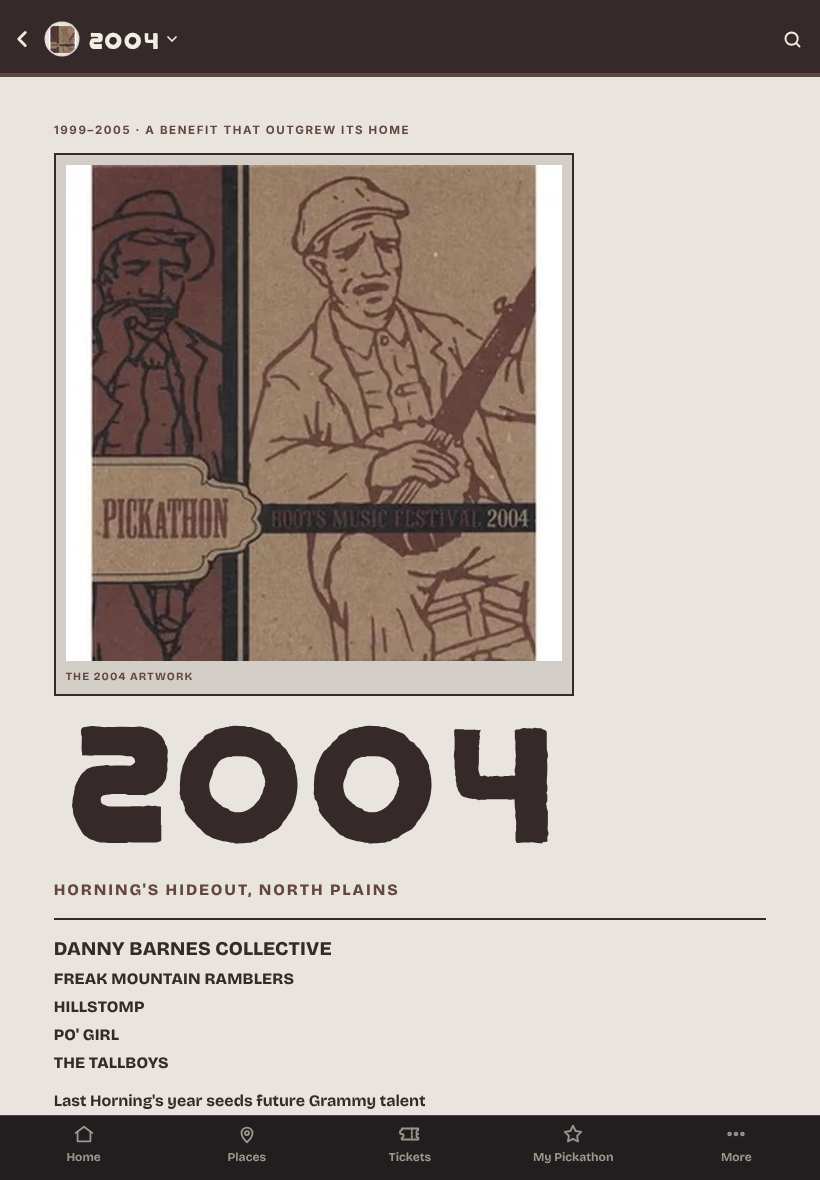 2004
1999–2005 · A BENEFIT THAT OUTGREW ITS HOME
PICKATHON
ROOTS MUSIC FESTIVAL 2004
THE 2004 ARTWORK
2004
HORNING'S HIDEOUT, NORTH PLAINS
DANNY BARNES COLLECTIVE
FREAK MOUNTAIN RAMBLERS
HILLSTOMP
PO' GIRL
THE TALLBOYS
Last Horning's year seeds future Grammy talent
Home Places Tickets My Pickathon More